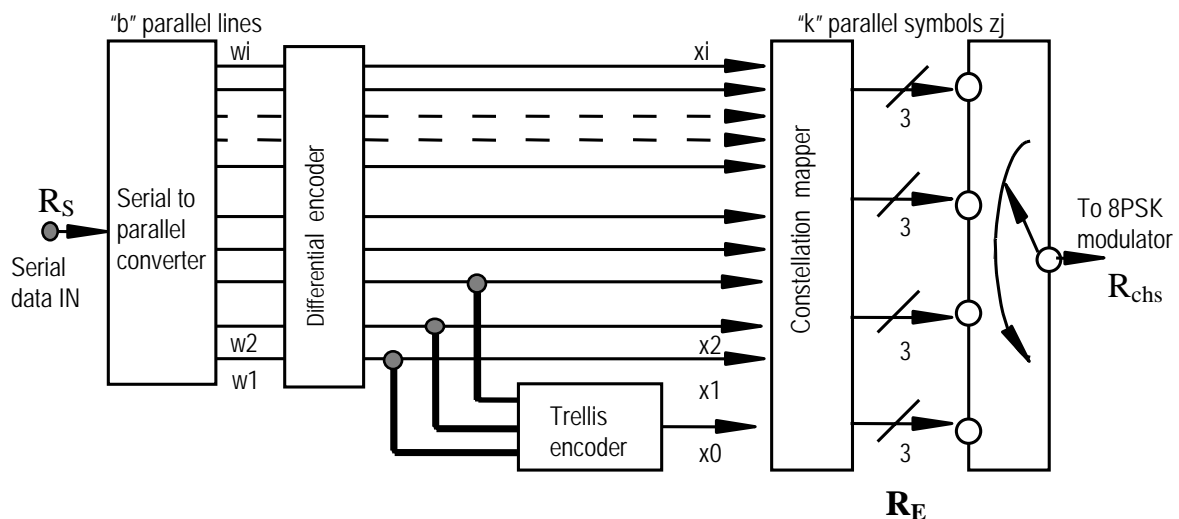 “b” parallel lines
“k” parallel symbols zj
wi
xi
3
3
3
3
Serial to
parallel
converter
Differential encoder
Constellation mapper
RS
Serial
data IN
To 8PSK
modulator
Rchs
w2
w1
x2
x1
x0
Trellis
encoder
RE